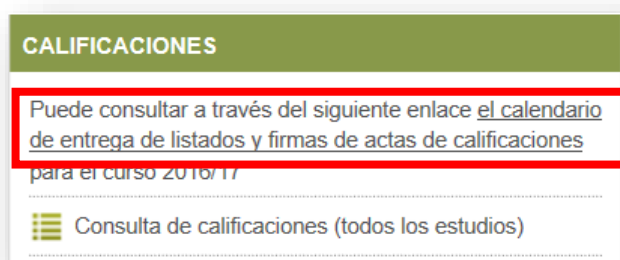 CALIFICACIONES
Puede consultar a través del siguiente enlace el calendario
de entrega de listados y firmas de actas de calificaciones
para el curso 2016/17
Consulta de calificaciones (todos los estudios)